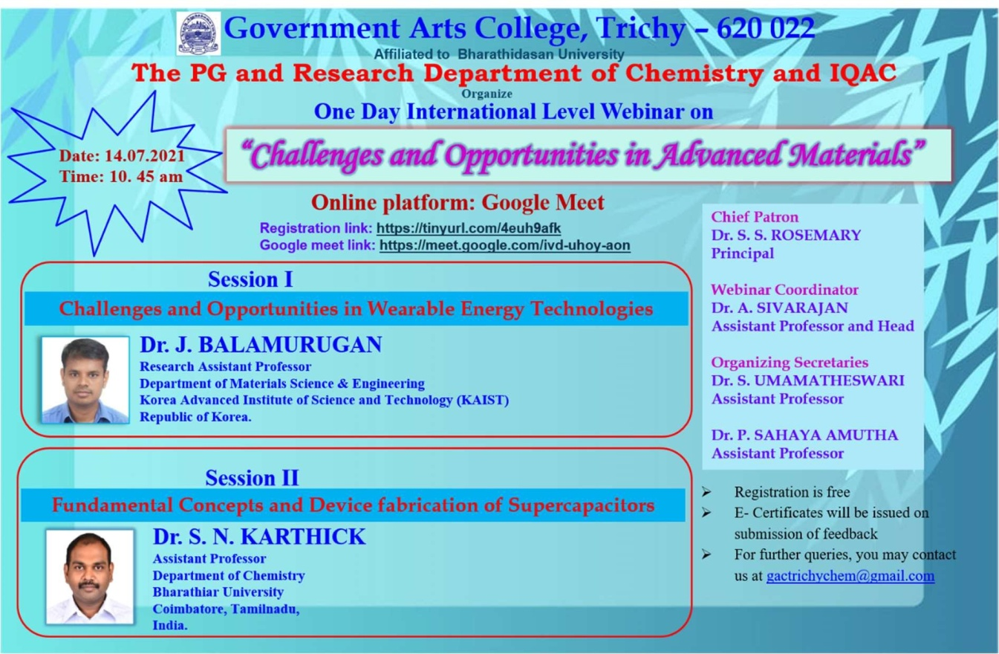 Government Arts College, Trichy – 620 022
Affiliated to Bharathidasan University
The PG and Research Department of Chemistry and IQAC
Organize
One Day International Level Webinar on
Date: 14.07.2021
Time: 10. 45 am
“Challenges and Opportunities in Advanced Materials”
Online platform: Google Meet
Registration link: https://tinyurl.com/4euh9afk
Google meet link: https://meet.google.com/ivd-uhoy-aon
Session I
Challenges and Opportunities in Wearable Energy Technologies
Dr. J. BALAMURUGAN
Research Assistant Professor
Department of Materials Science & Engineering
Korea Advanced Institute of Science and Technology (KAIST)
Republic of Korea.
Session II
Fundamental Concepts and Device fabrication of Supercapacitors
Dr. S. N. KARTHICK
Assistant Professor
Department of Chemistry
Bharathiar University
Coimbatore, Tamilnadu,
India.
Chief Patron
Dr. S. S. ROSEMARY
Principal
Webinar Coordinator
Dr. A. SIVARAJAN
Assistant Professor and Head
Organizing Secretaries
Dr. S. UMAMATHESWARI
Assistant Professor
Dr. P. SAHAYA AMUTHA
Assistant Professor
➢ Registration is free
➢ E- Certificates will be issued on
submission of feedback
➢ For further queries, you may contact
us at gactrichychem@gmail.com